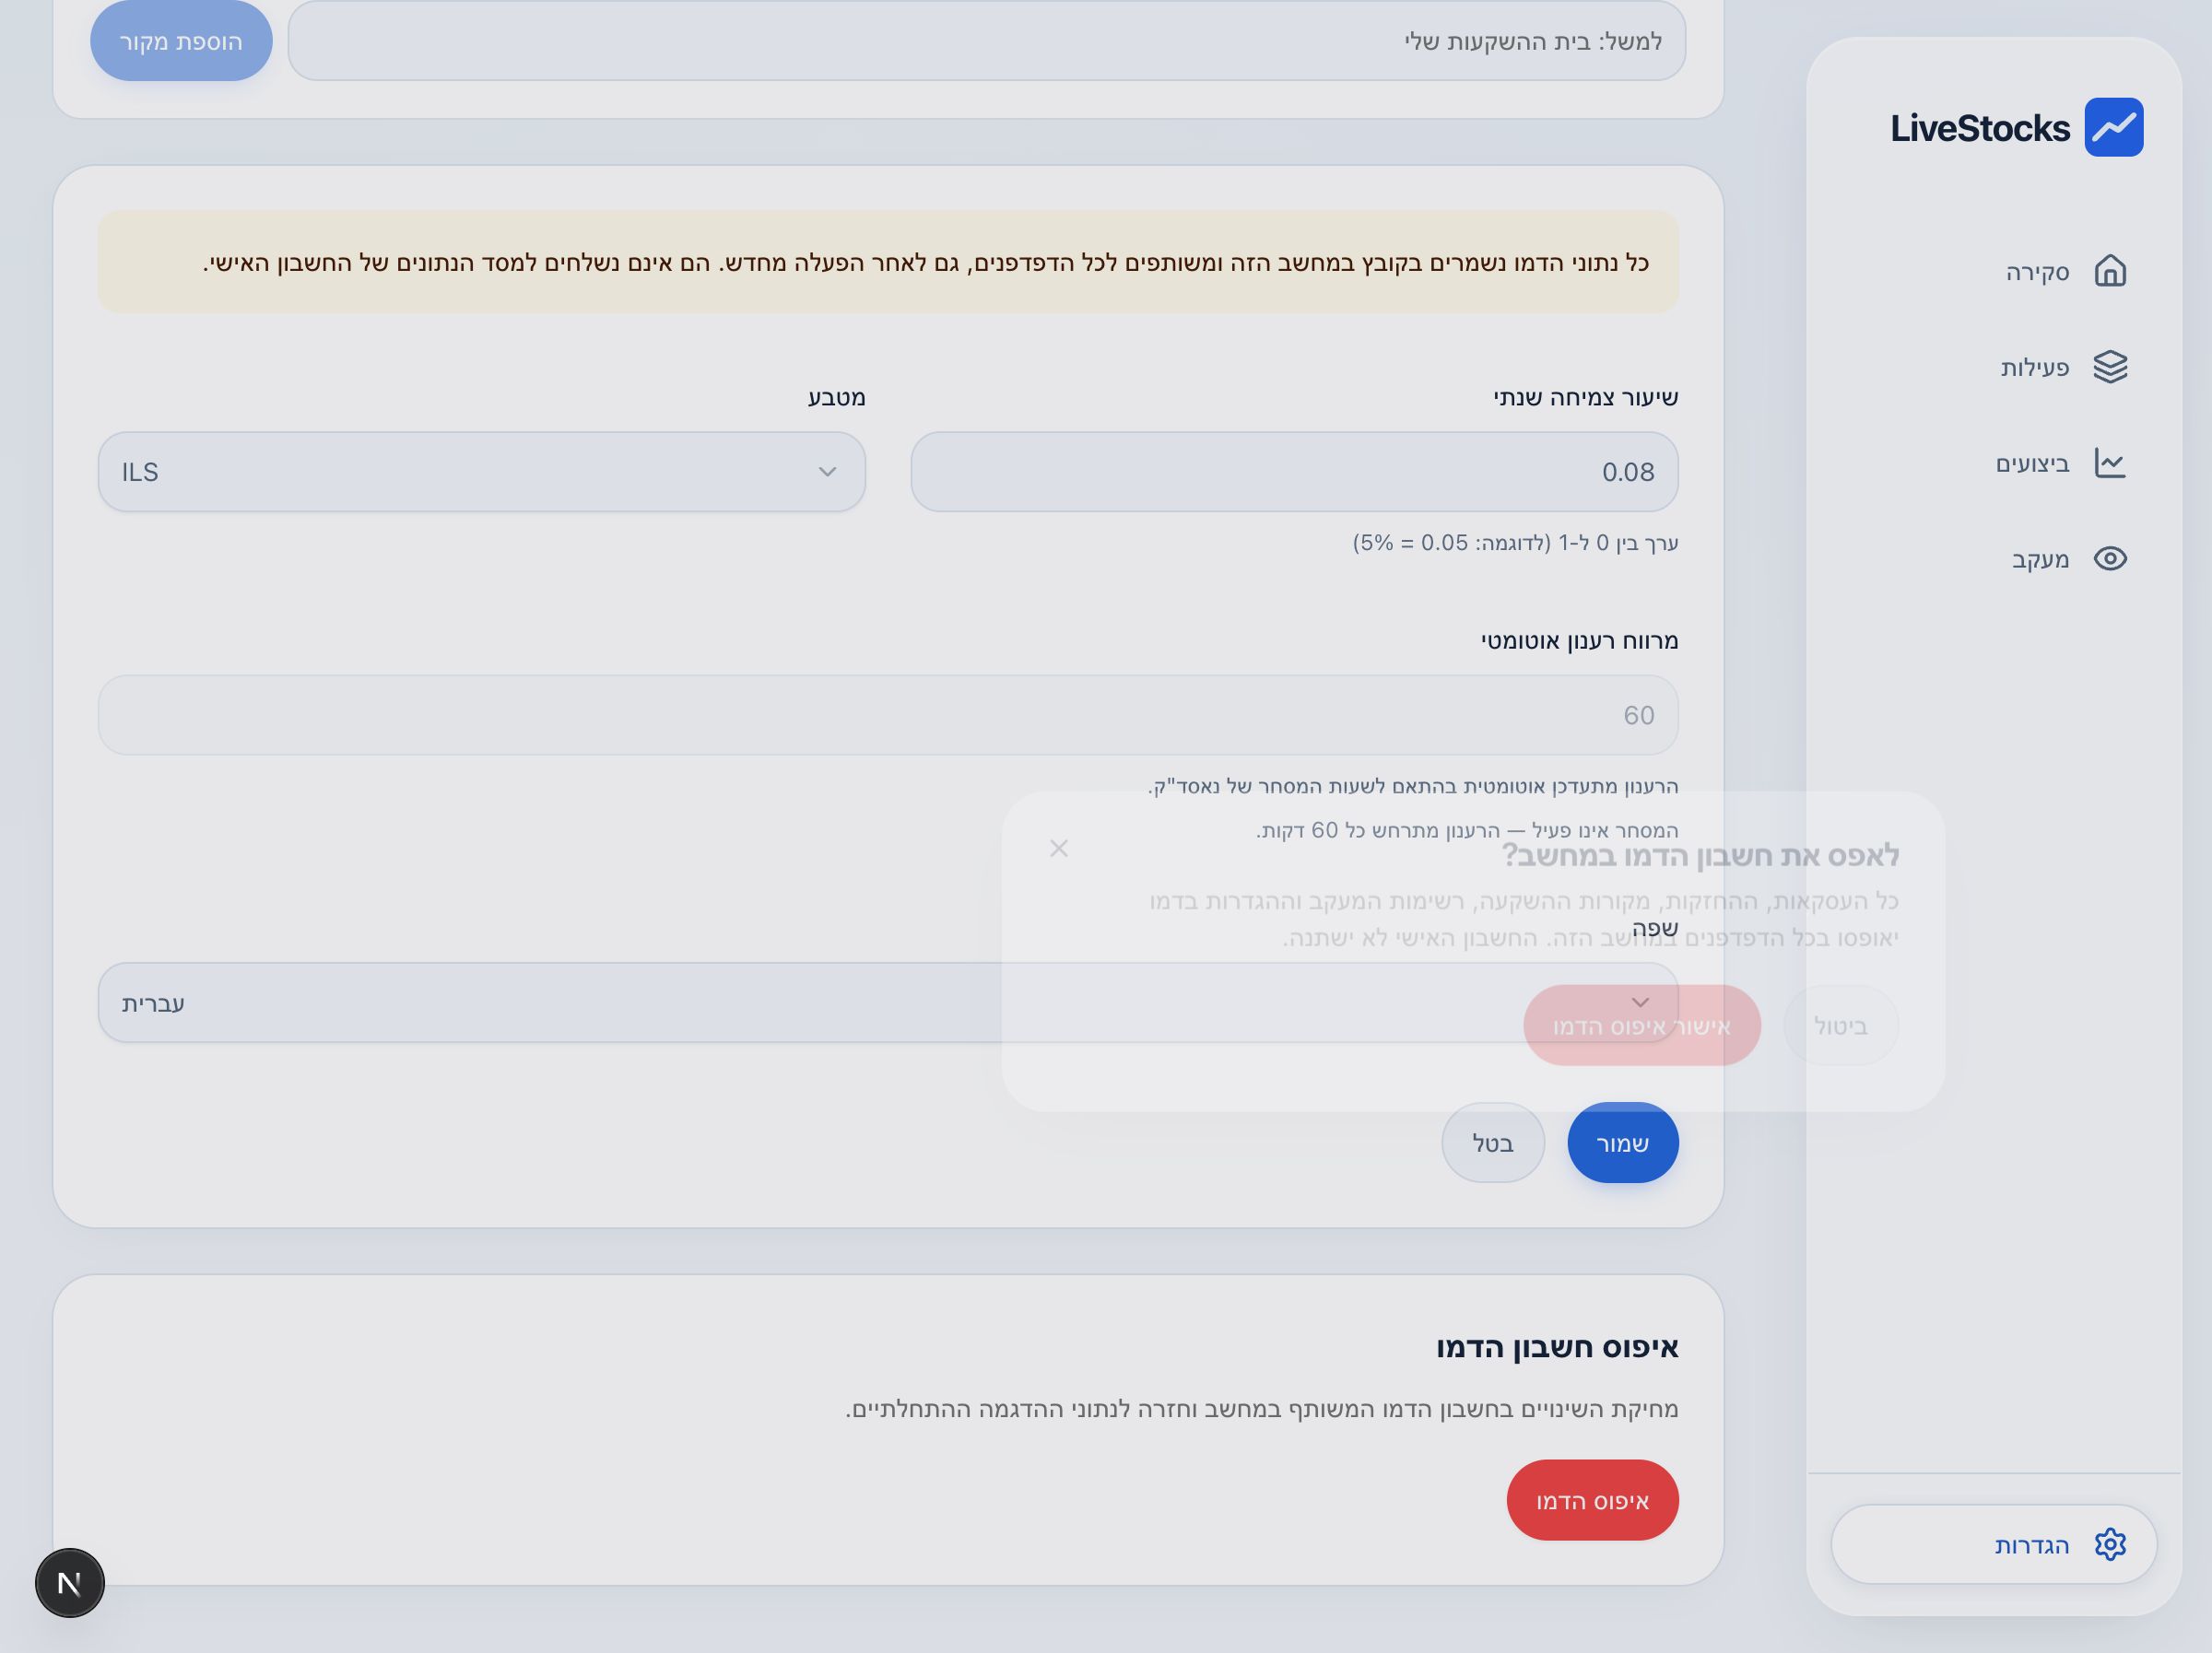 LiveStocks
סקירה
פעילות
ביצועים
מעקב
הגדרות
למשל: בית ההשקעות שלי
הוספת מקור
כל נתוני הדמו נשמרים בקובץ במחשב הזה ומשותפים לכל הדפדפנים, גם לאחר הפעלה מחדש. הם אינם נשלחים למסד הנתונים של החשבון האישי.
שיעור צמיחה שנתי
0.08
ערך בין 0 ל-1 (לדוגמה: 0.05 = 5%)
מטבע
ILS
מרווח רענון אוטומטי
60
הרענון מתעדכן אוטומטית בהתאם לשעות המסחר של נאסד"ק.
המסחר אינו פעיל — הרענון מתרחש כל 60 דקות.
שפה
עברית
שמור
בטל
לאפס את חשבון הדמו במחשב?
כל העסקאות, ההחזקות, מקורות ההשקעה, רשימות המעקב וההגדרות בדמו
יאופסו בכל הדפדפנים במחשב הזה. החשבון האישי לא ישתנה.
ביטול
אישור איפוס הדמו
איפוס חשבון הדמו
מחיקת השינויים בחשבון הדמו המשותף במחשב וחזרה לנתוני ההדגמה ההתחלתיים.
איפוס הדמו
N